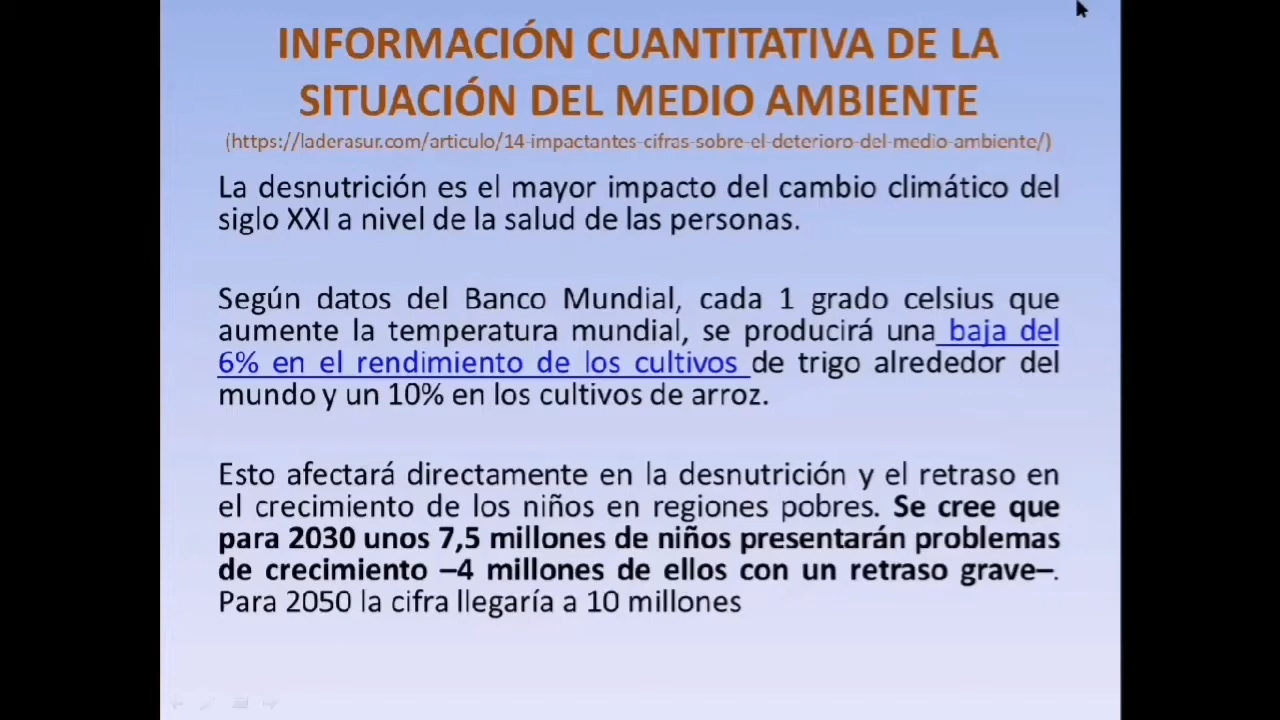 INFORMACIÓN CUANTITATIVA DE LA
SITUACIÓN DEL MEDIO AMBIENTE
(https://laderasur.com/articulo/14-impactantes-cifras-sobre-el-deterioro-del-medio-ambiente/)
La desnutrición es el mayor impacto del cambio climático del
siglo XXI a nivel de la salud de las personas.
Según datos del Banco Mundial, cada 1 grado celsius que
aumente la temperatura mundial, se producirá una baja del
6% en el rendimiento de los cultivos de trigo alrededor del
mundo y un 10% en los cultivos de arroz.
Esto afectará directamente en la desnutrición y el retraso en
el crecimiento de los niños en regiones pobres. Se cree que
para 2030 unos 7,5 millones de niños presentarán problemas
de crecimiento –4 millones de ellos con un retraso grave–.
Para 2050 la cifra llegaría a 10 millones